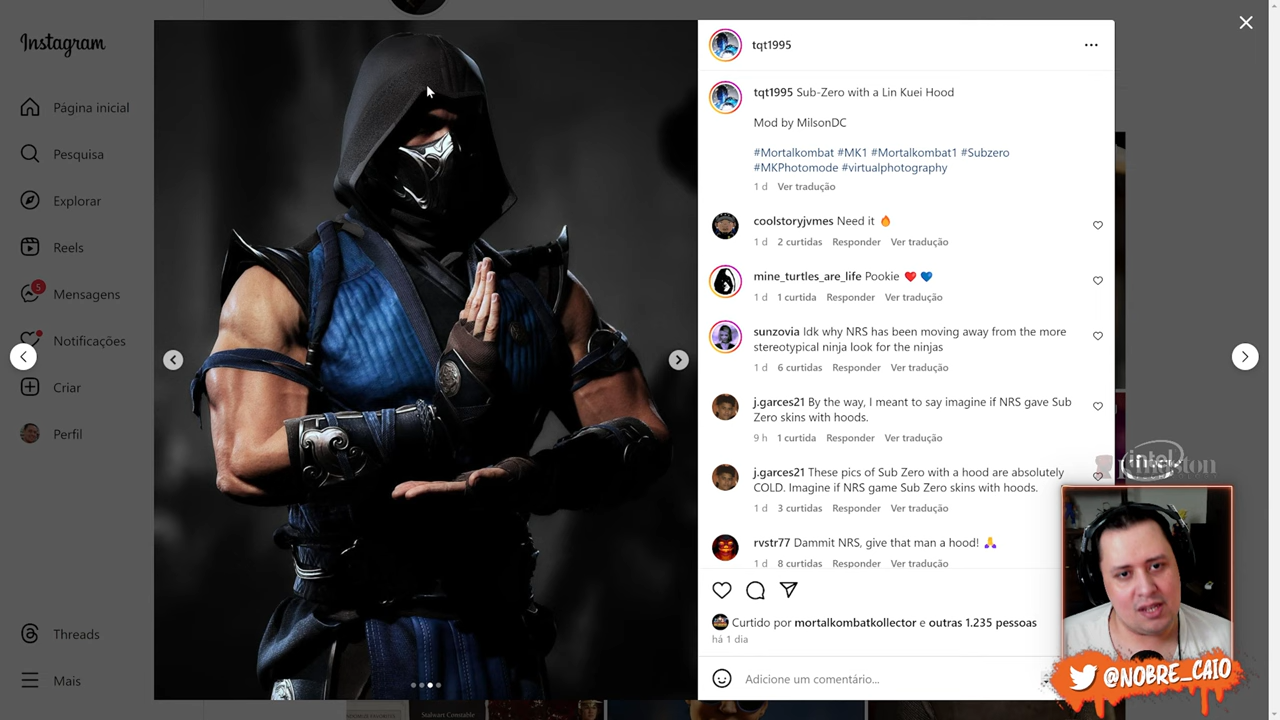 Instagram
Página inicial
Pesquisa
Explorar
Reels
5
Mensagens
Notificações
Criar
Perfil
Threads
Mais
tqt1995
tqt1995 Sub-Zero with a Lin Kuei Hood
Mod by MilsonDC
#Mortalkombat #MK1 #Mortalkombat1 #Subzero
#MKPhotomode #virtualphotography
1 d Ver tradução
coolstoryjvmes Need it 🔥
1 d 2 curtidas Responder Ver tradução
mine_turtles_are_life Pookie ❤️ 💙
1 d 1 curtida Responder Ver tradução
sunzovia Idk why NRS has been moving away from the more
stereotypical ninja look for the ninjas
1 d 6 curtidas Responder Ver tradução
j.garces21 By the way, I meant to say imagine if NRS gave Sub
Zero skins with hoods.
9 h 1 curtida Responder Ver tradução
j.garces21 These pics of Sub Zero with a hood are absolutely
COLD. Imagine if NRS game Sub Zero skins with hoods.
1 d 3 curtidas Responder Ver tradução
rvstr77 Dammit NRS, give that man a hood! 🙏
1 d 8 curtidas Responder Ver tradução
Curtido por mortalkombatkollector e outras 1.235 pessoas
há 1 dia
Adicione um comentário...
intel
@NOBRE_CAIO